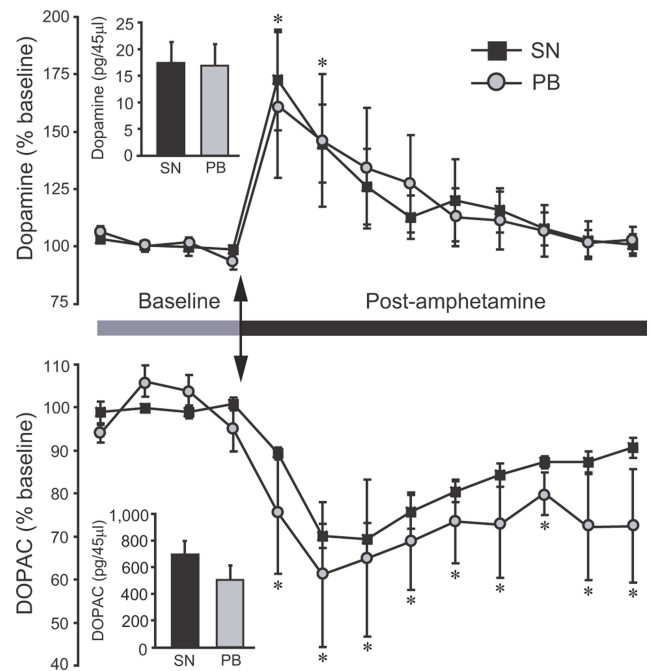 200
175
150
125
100
75
Dopamine (% baseline)
25
20
15
10
5
0
Dopamine (pg/45µl)
SN PB
* *
SN
PB
Baseline Post-amphetamine
110
100
90
80
70
60
50
40
DOPAC (% baseline)
1,000
800
600
400
200
0
DOPAC (pg/45µl)
SN PB
* * * * * * * * *